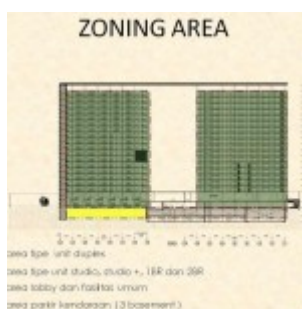 ZONING AREA
area tipe unit duplex
area tipe unit studio, studio +, 1BR dan 2BR
area lobby dan fasilitas umum
area parkir kendaraan (3 basement)